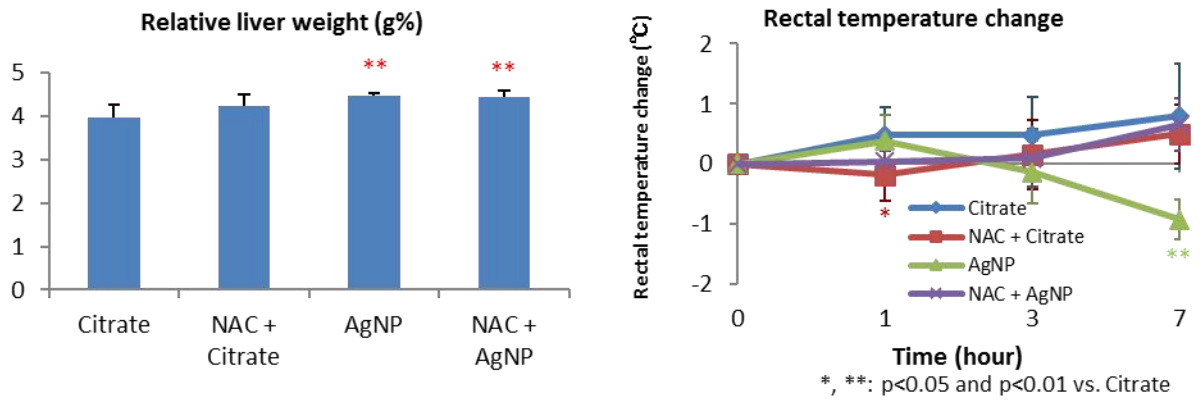 Relative liver weight (g%)
** **
5
4
3
2
1
0
Citrate NAC + AgNP NAC +
Citrate AgNP
Rectal temperature change
Rectal temperature change (°C)
2
1
0
-1
-2
*
**
Citrate
NAC + Citrate
AgNP
NAC + AgNP
0 1 3 7
Time (hour)
*, **: p<0.05 and p<0.01 vs. Citrate